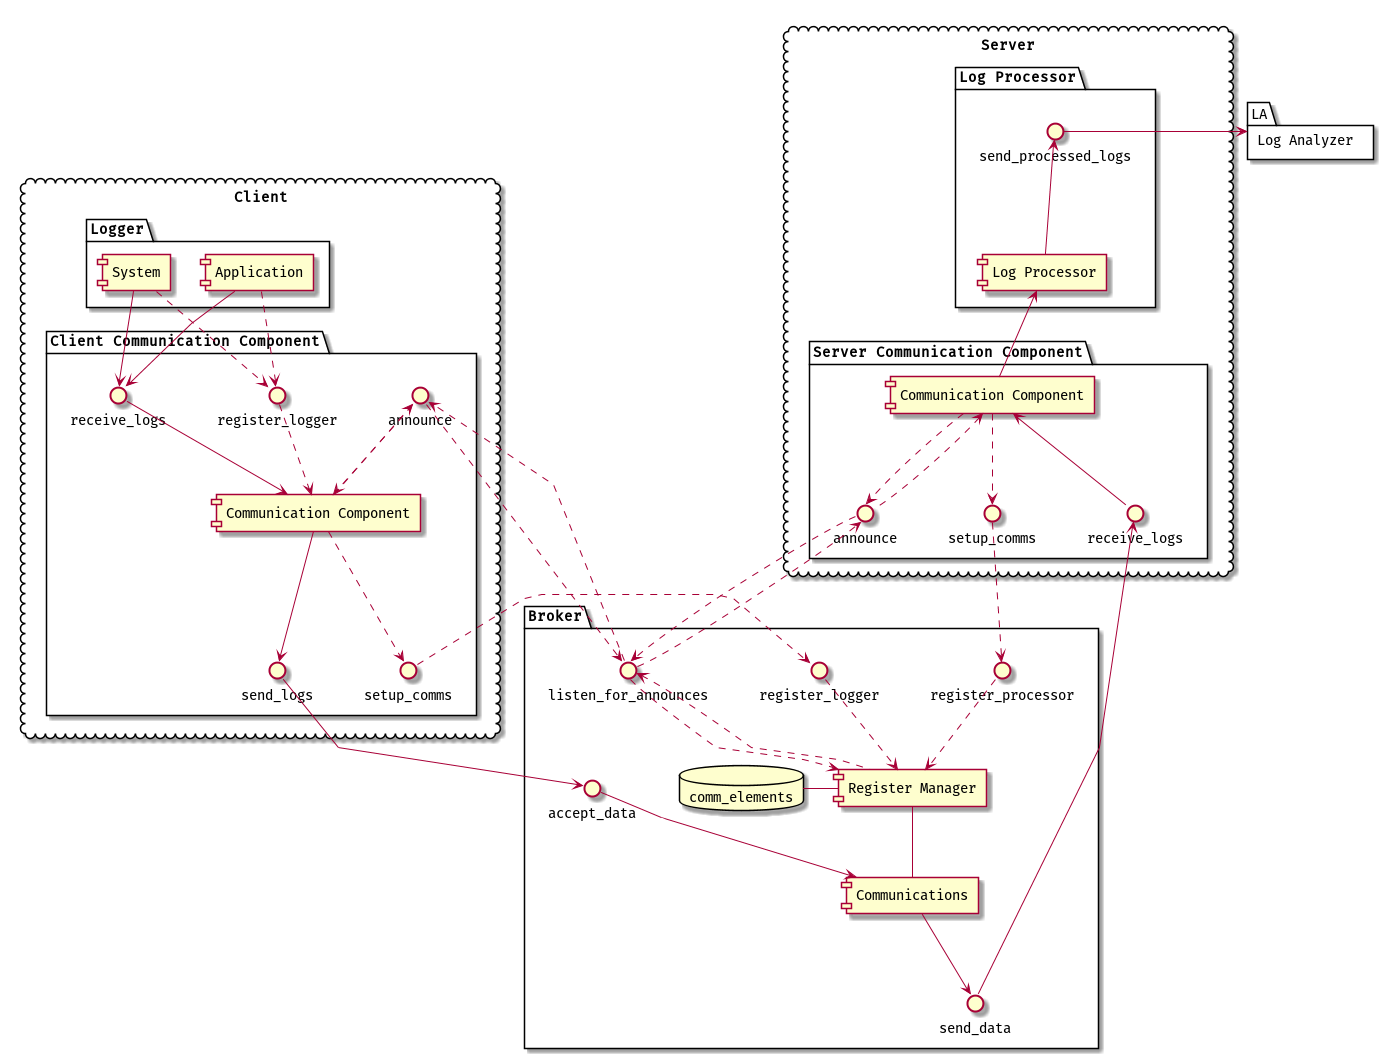 Server
Log Processor
send_processed_logs
Log Processor
LA
Log Analyzer
Server Communication Component
Communication Component
announce
setup_comms
receive_logs
Client
Logger
System
Application
Client Communication Component
receive_logs
register_logger
announce
Communication Component
send_logs
setup_comms
Broker
listen_for_announces
register_logger
register_processor
comm_elements
Register Manager
accept_data
Communications
send_data